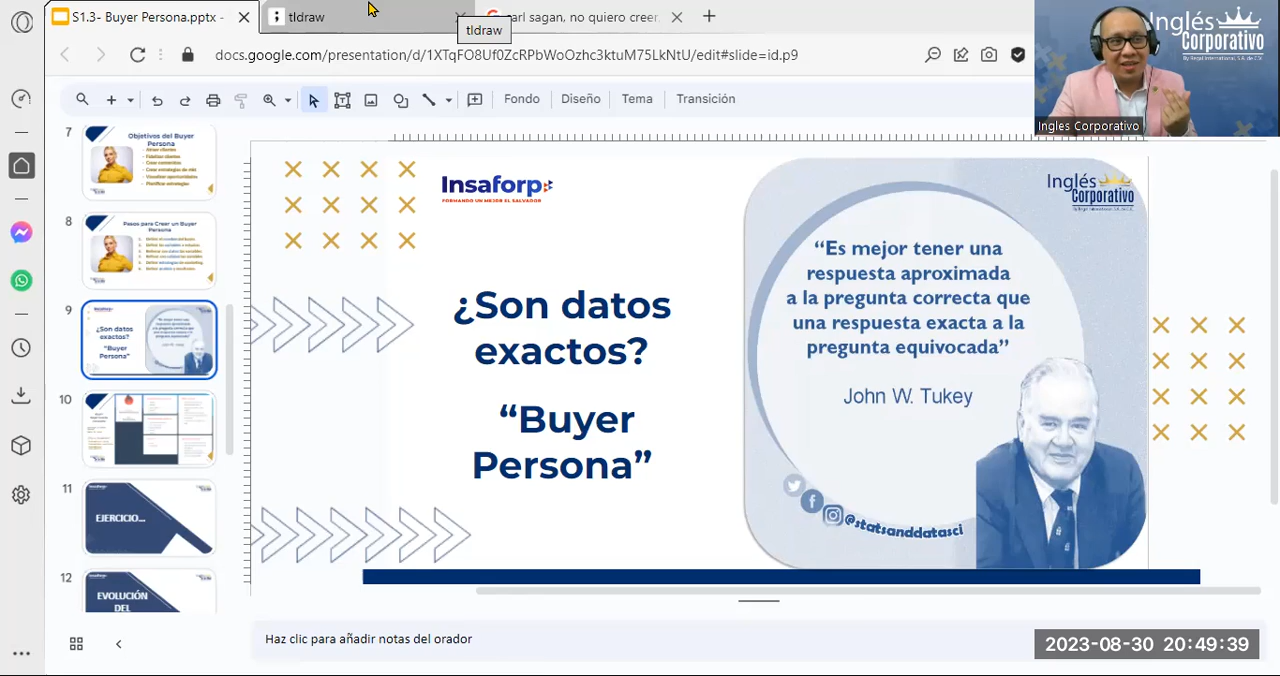 S1.3- Buyer Persona.pptx -
tldraw
arl sagan, no quiero creer,
tldraw
docs.google.com/presentation/d/1XTqFO8Uf0ZcRPbWoOzhc3ktuM75LkNtU/edit#slide=id.p9
Fondo
Diseño
Tema
Transición
Inglés
Corporativo
By Regal International, S.A. de C.V.
Ingles Corporativo
7
Objetivos del Buyer
Persona
8
Pasos para Crear un Buyer
Persona
9
¿Son datos
exactos?
"Buyer
Persona"
10
11
EJERCICIO...
12
EVOLUCIÓN
DEL
Insaforp
FORMANDO UN MEJOR EL SALVADOR
¿Son datos
exactos?
“Buyer
Persona”
Inglés
Corporativo
“Es mejor tener una
respuesta aproximada
a la pregunta correcta que
una respuesta exacta a la
pregunta equivocada”
John W. Tukey
@statsanddatasci
Haz clic para añadir notas del orador
2023-08-30 20:49:39